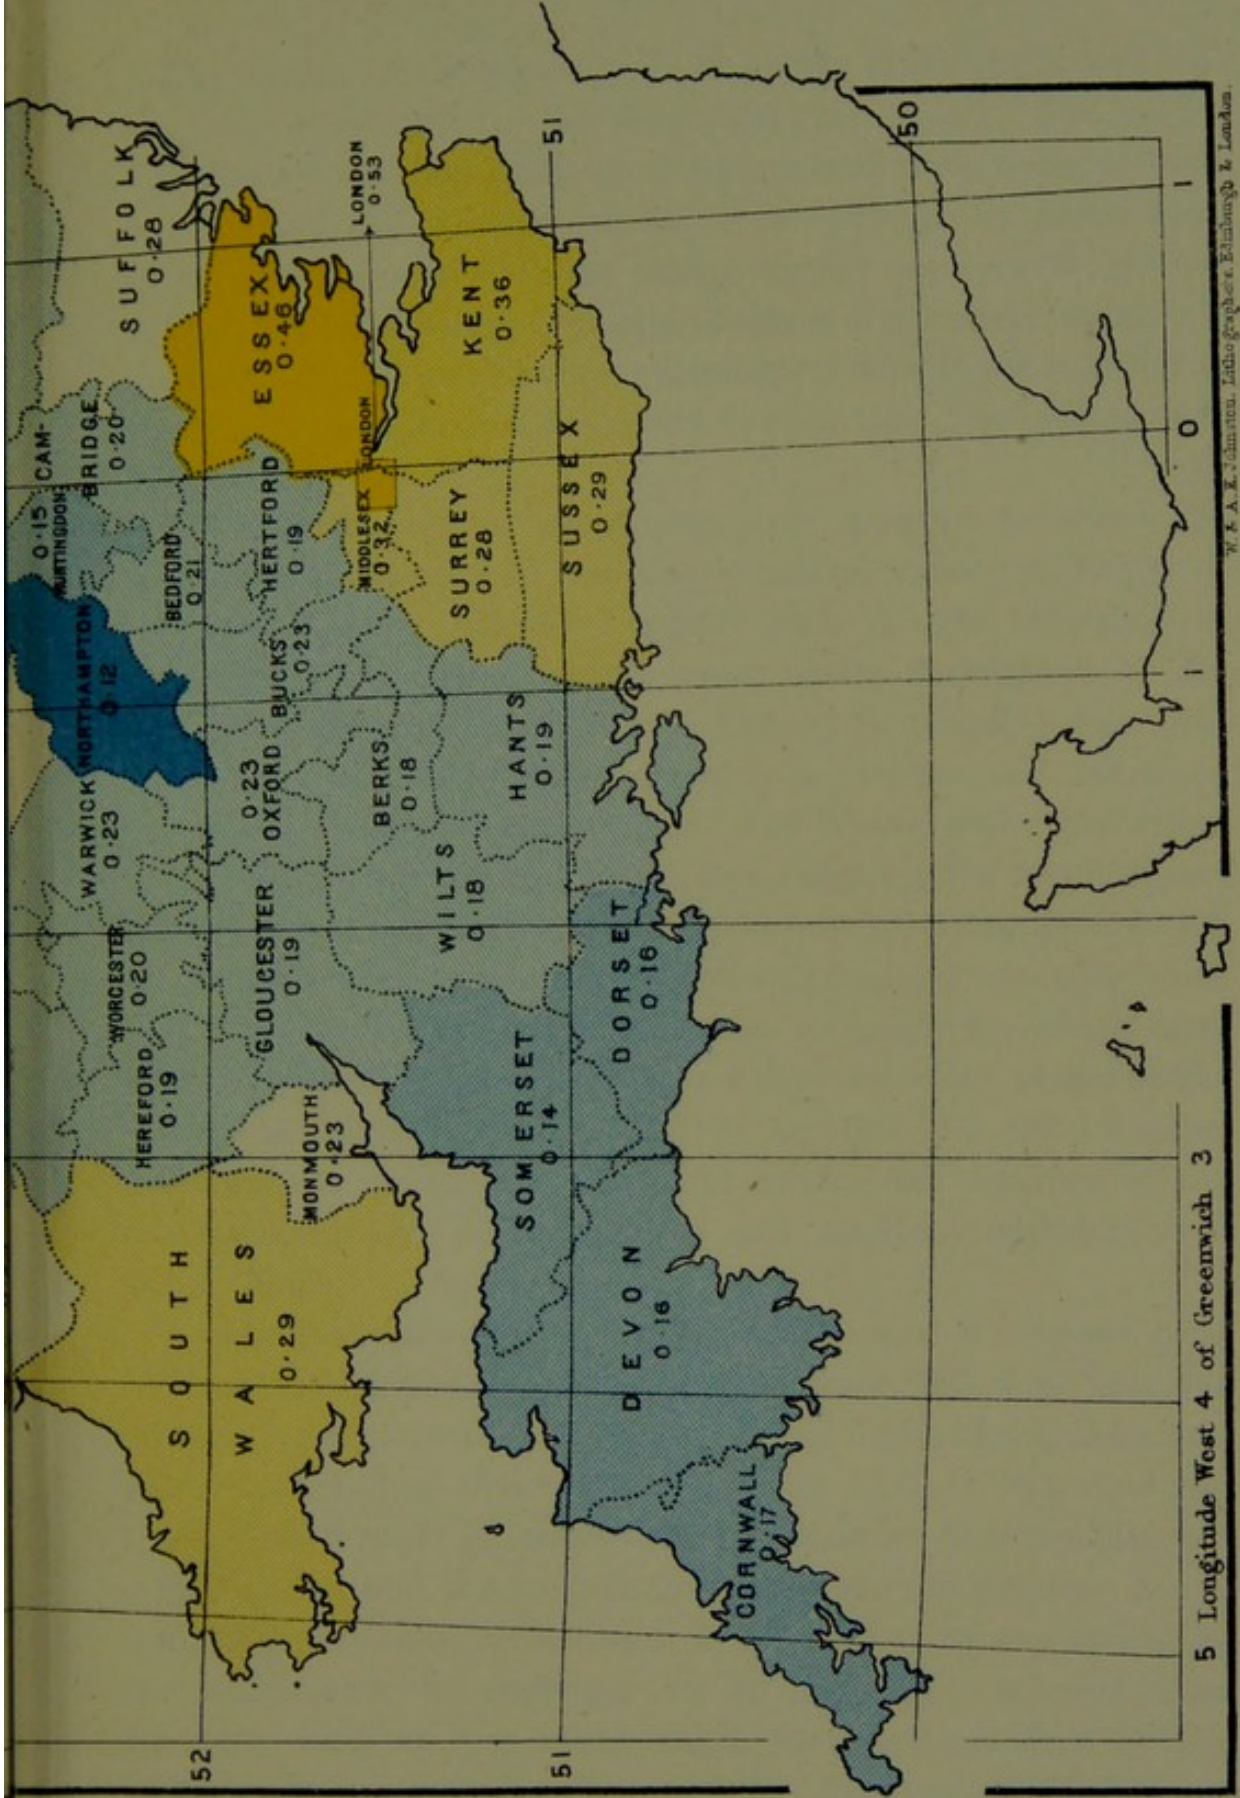 SUFFOLK
0·28
CAM-
BRIDGE
0·20
0·15
HUNTINGDON
NORTHAMPTON
0·12
WARWICK
0·23
WORCESTER
0·20
HEREFORD
0·19
BEDFORD
0·21
HERTFORD
0·19
ESSEX
0·46
BUCKS
0·23
0·23
OXFORD
GLOUCESTER
0·19
MONMOUTH
0·23
SOUTH
WALES
0·29
LONDON
0·53
LONDON
MIDDLESEX
0·32
BERKS
0·18
WILTS
0·18
HANTS
0·19
SURREY
0·28
KENT
0·36
SUSSEX
0·29
SOMERSET
0·14
DORSET
0·16
DEVON
0·16
CORNWALL
0·17
52
51
51
50
5 Longitude West 4 of Greenwich 3
1
0
1
W. & A. K. Johnston, Lithographers, Edinburgh & London.